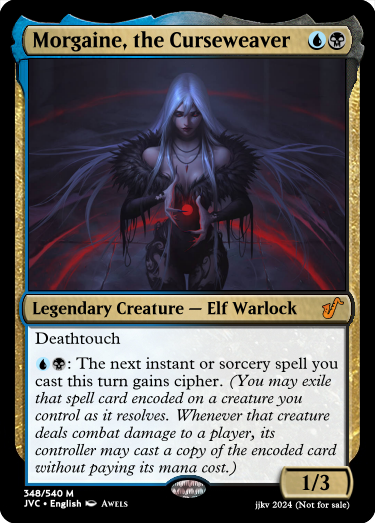 Morgaine, the Curseweaver
Legendary Creature — Elf Warlock
Deathtouch
: The next instant or sorcery spell you
cast this turn gains cipher. (You may exile
that spell card encoded on a creature you
control as it resolves. Whenever that creature
deals combat damage to a player, its
controller may cast a copy of the encoded card
without paying its mana cost.)
1/3
348/540 M
JVC • English Awels
jjkv 2024 (Not for sale)